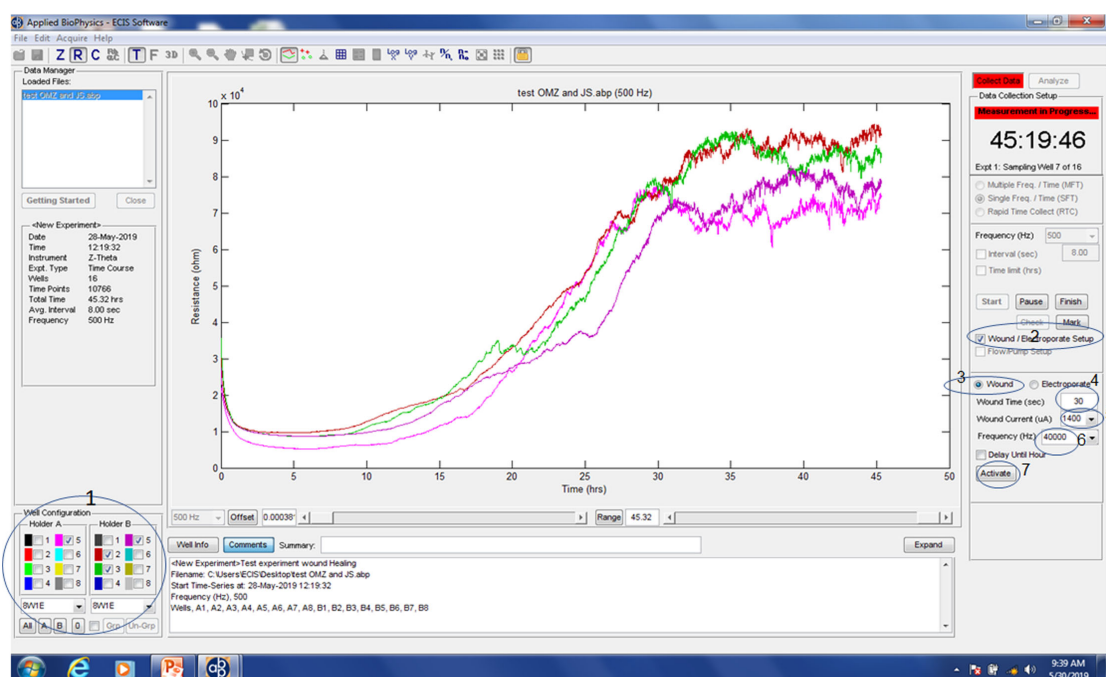 Applied BioPhysics - ECIS Software
File Edit Acquire Help
Z R C T F 3D
Data Manager
Loaded Files:
test OMZ and JS.abp
Getting Started Close
<New Experiment>
Date 28-May-2019
Time 12:19:32
Instrument Z-Theta
Expt. Type Time Course
Wells 16
Time Points 10766
Total Time 45.32 hrs
Avg. Interval 8.00 sec
Frequency 500 Hz
1
Well Configuration
Holder A Holder B
1 5 1 5
2 6 2 6
3 7 3 7
4 8 4 8
8W1E 8W1E
All A B 0 Grp Un-Grp
test OMZ and JS.abp (500 Hz)
10 x 10⁴
9
8
7
6
5
4
3
2
1
0
Resistance (ohm)
0 5 10 15 20 25 30 35 40 45 50
Time (hrs)
500 Hz Offset 0.00038 Range 45.32
Well Info Comments Summary: Expand
<New Experiment>Test experiment wound Healing
Filename: C:\Users\ECIS\Desktop\test OMZ and JS.abp
Start Time-Series at: 28-May-2019 12:19:32
Frequency (Hz), 500
Wells, A1, A2, A3, A4, A5, A6, A7, A8, B1, B2, B3, B4, B5, B6, B7, B8
Collect Data Analyze
Data Collection Setup
Measurement in Progress...
45:19:46
Expt 1: Sampling Well 7 of 16
Multiple Freq. / Time (MFT)
Single Freq. / Time (SFT)
Rapid Time Collect (RTC)
Frequency (Hz) 500
Interval (sec) 8.00
Time limit (hrs)
Start Pause Finish
Check Mark
2
Wound / Electroporate Setup
Flow/Pump Setup
3 Wound Electroporate 4
Wound Time (sec) 30
Wound Current (uA) 1400
Frequency (Hz) 40000 6
Delay Until Hour
Activate 7
9:39 AM
5/30/2019